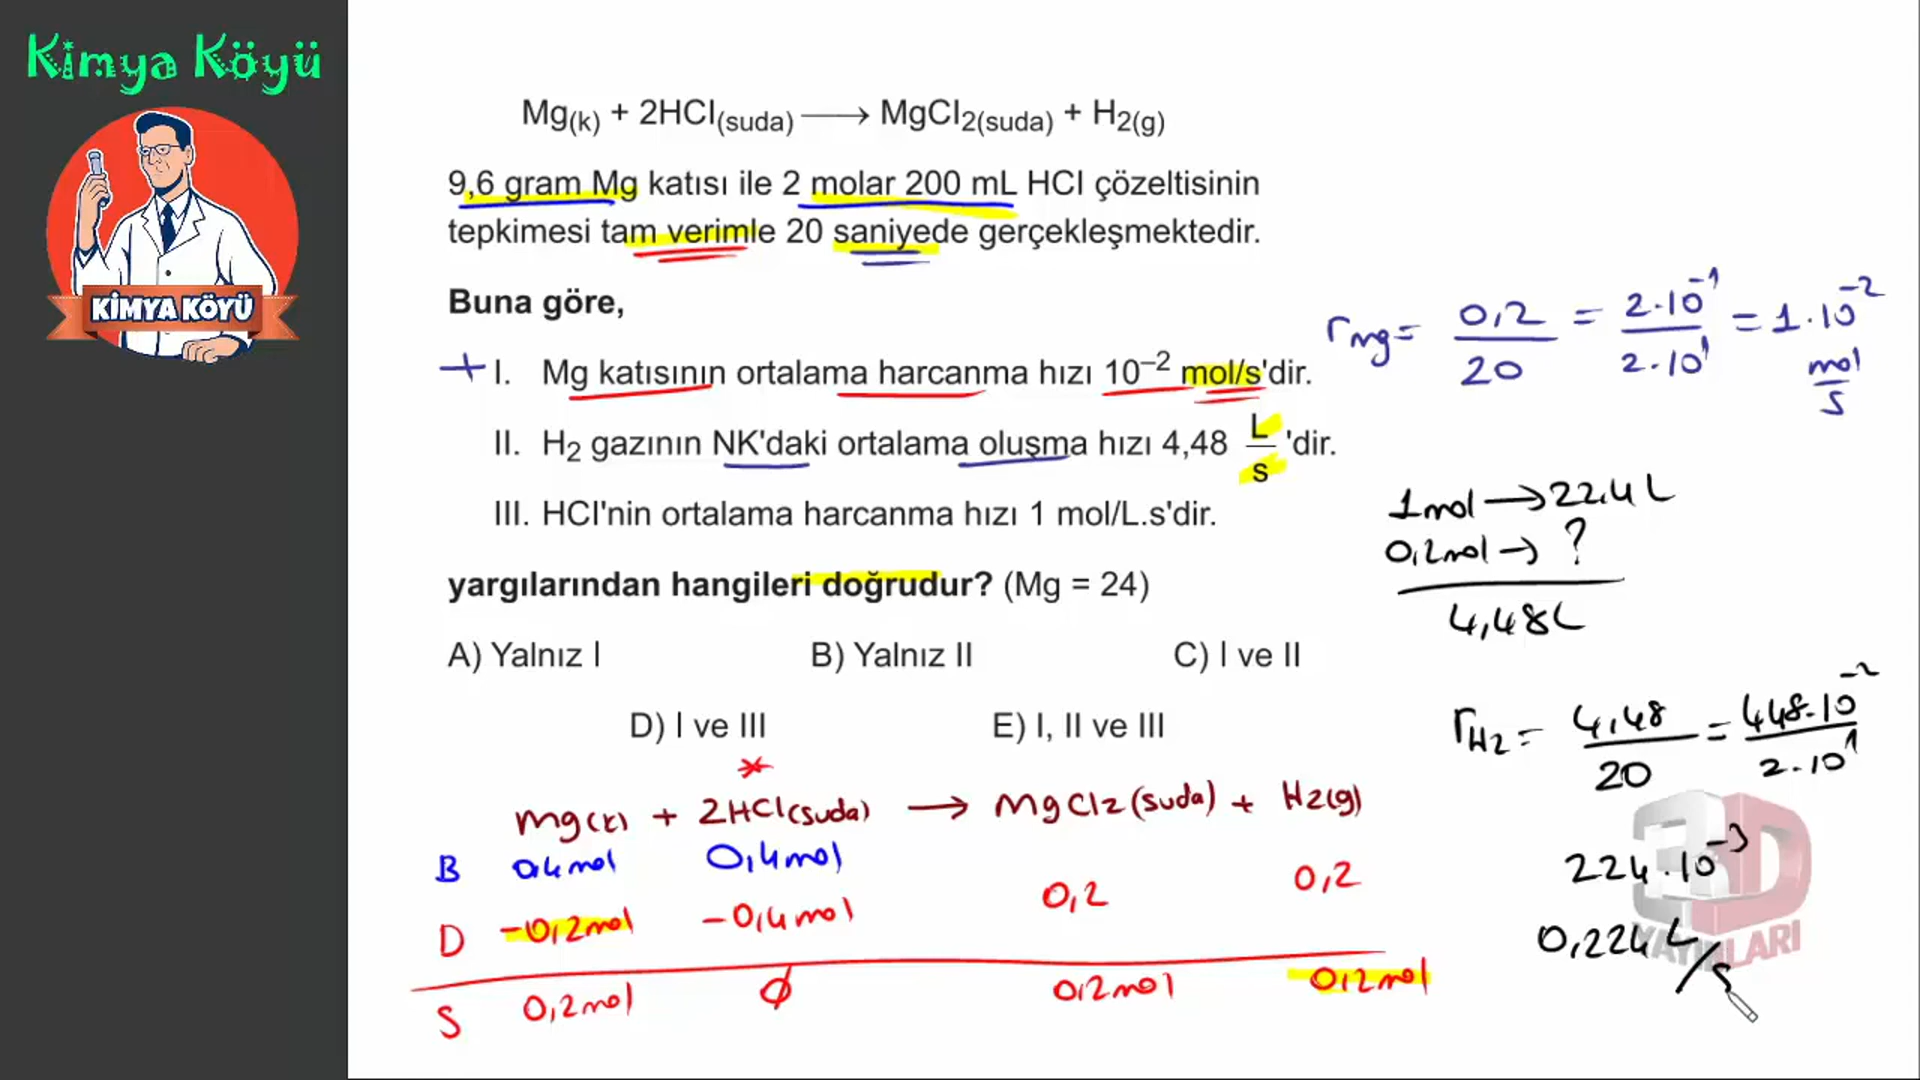 Kimya Köyü
KİMYA KÖYÜ
Mg(k) + 2HCl(suda) ⟶ MgCl2(suda) + H2(g)
9,6 gram Mg katısı ile 2 molar 200 mL HCl çözeltisinin
tepkimesi tam verimle 20 saniyede gerçekleşmektedir.
Buna göre,
+ I. Mg katısının ortalama harcanma hızı 10⁻² mol/s'dir.
II. H2 gazının NK'daki ortalama oluşma hızı 4,48 L/s 'dir.
III. HCl'nin ortalama harcanma hızı 1 mol/L.s'dir.
yargılarından hangileri doğrudur? (Mg = 24)
A) Yalnız I B) Yalnız II C) I ve II
D) I ve III E) I, II ve III
rMg = 0,2/20 = 2·10⁻¹/2·10¹ = 1·10⁻² mol/s
1mol → 22.4L
0,2mol → ?
4,48L
rH2 = 4,48/20 = 448·10⁻²/2·10¹
224·10⁻³
0,224 L/s
*
Mg(k) + 2HCl(suda) → MgCl2(suda) + H2(g)
B 0,4mol 0,4mol
D -0,2mol -0,4mol 0,2 0,2
S 0,2mol ∅ 0,2mol 0,2mol
3D
YAYINLARI